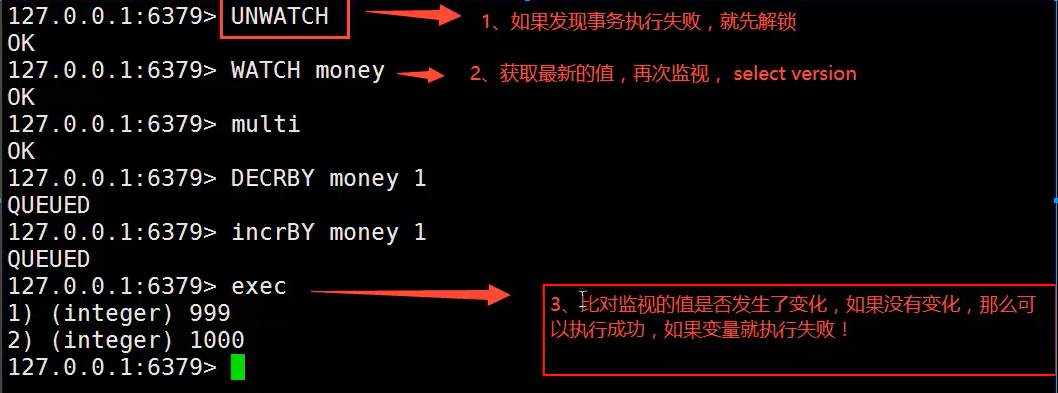 127.0.0.1:6379> UNWATCH
1、如果发现事务执行失败，就先解锁
OK
127.0.0.1:6379> WATCH money
2、获取最新的值，再次监视， select version
OK
127.0.0.1:6379> multi
OK
127.0.0.1:6379> DECRBY money 1
QUEUED
127.0.0.1:6379> incrBY money 1
QUEUED
127.0.0.1:6379> exec
3、比对监视的值是否发生了变化，如果没有变化，那么可
以执行成功，如果变量就执行失败！
1) (integer) 999
2) (integer) 1000
127.0.0.1:6379>